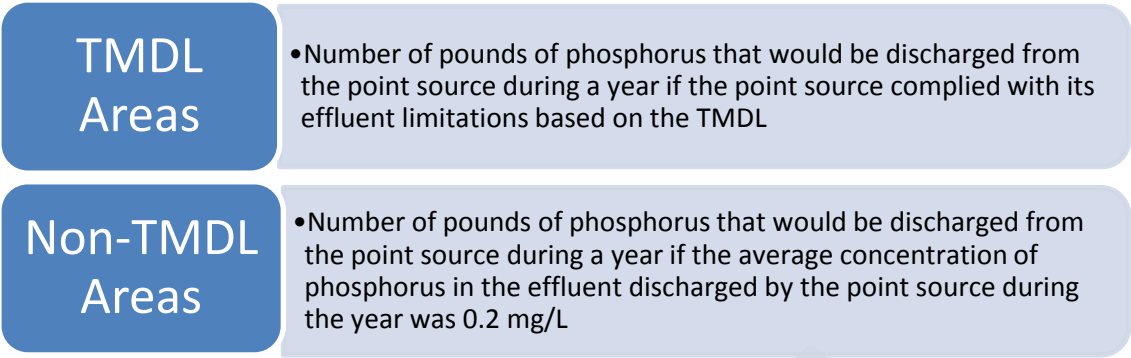 TMDL
Areas
•Number of pounds of phosphorus that would be discharged from
the point source during a year if the point source complied with its
effluent limitations based on the TMDL
Non-TMDL
Areas
•Number of pounds of phosphorus that would be discharged from
the point source during a year if the average concentration of
phosphorus in the effluent discharged by the point source during
the year was 0.2 mg/L